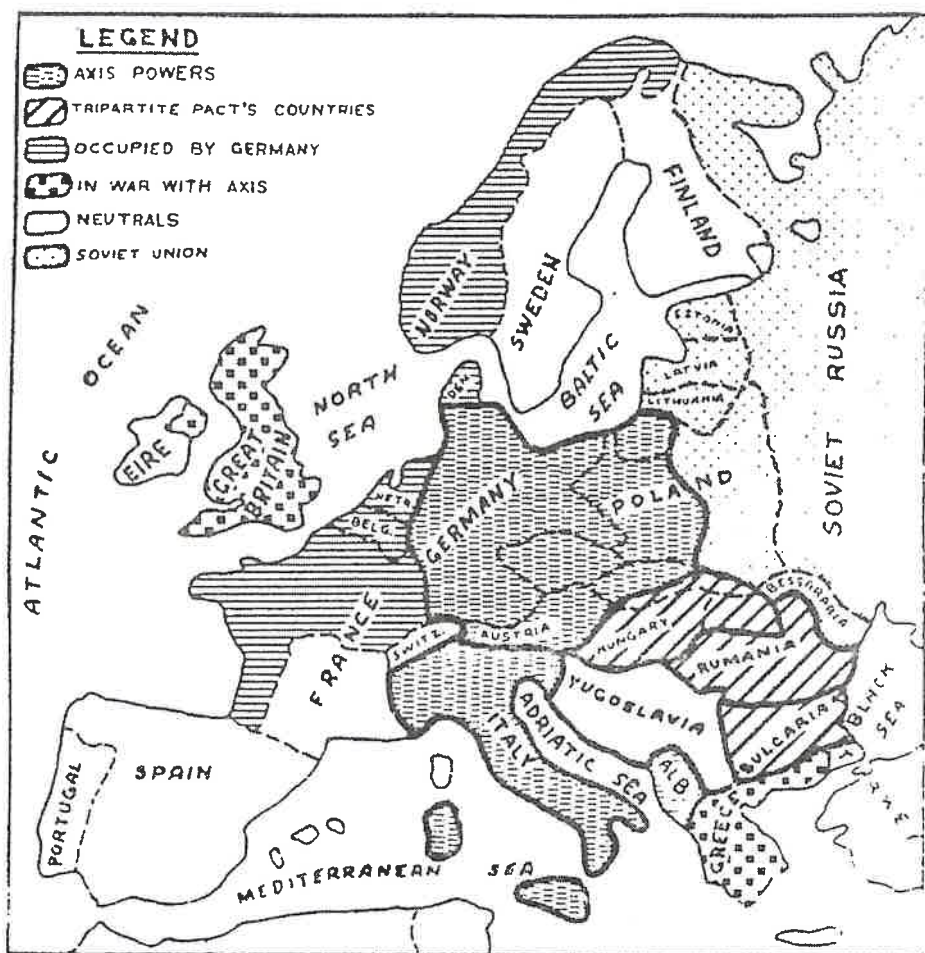 LEGEND
AXIS POWERS
TRIPARTITE PACT'S COUNTRIES
OCCUPIED BY GERMANY
IN WAR WITH AXIS
NEUTRALS
SOVIET UNION
ATLANTIC OCEAN
NORTH SEA
BALTIC SEA
NORWAY
SWEDEN
FINLAND
SOVIET RUSSIA
ESTONIA
LATVIA
LITHUANIA
DEN.
EIRE
GREAT BRITAIN
NETR.
BELG.
GERMANY
POLAND
FRANCE
SWITZ.
AUSTRIA
HUNGARY
BESSARABIA
RUMANIA
YUGOSLAVIA
BULGARIA
BLACK SEA
ITALY
ADRIATIC SEA
ALB
GREECE
PORTUGAL
SPAIN
MEDITERRANEAN SEA